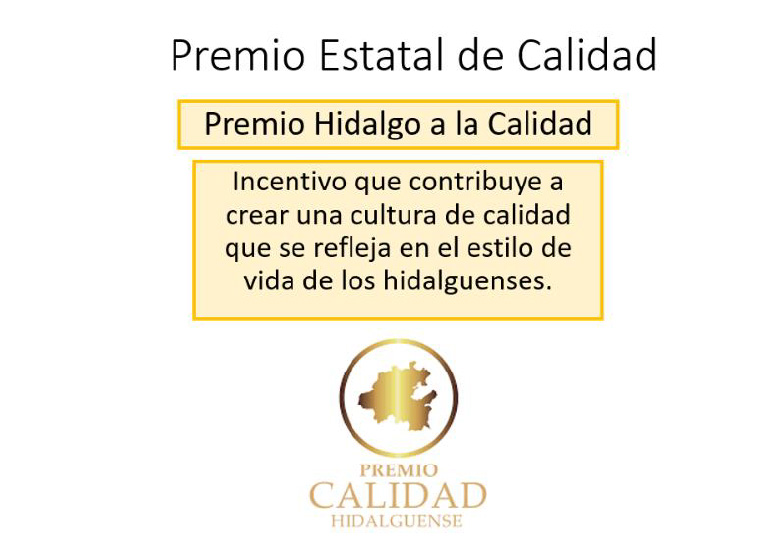 Premio Estatal de Calidad
Premio Hidalgo a la Calidad
Incentivo que contribuye a
crear una cultura de calidad
que se refleja en el estilo de
vida de los hidalguenses.
PREMIO
CALIDAD
HIDALGUENSE